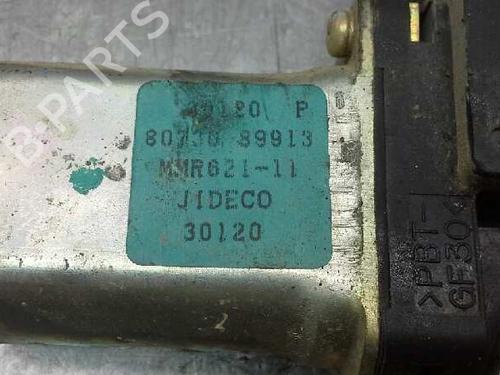 B-PARTS
80730 89913
MMR621-11
JIDECO
30120
>PBT-I
GF30<